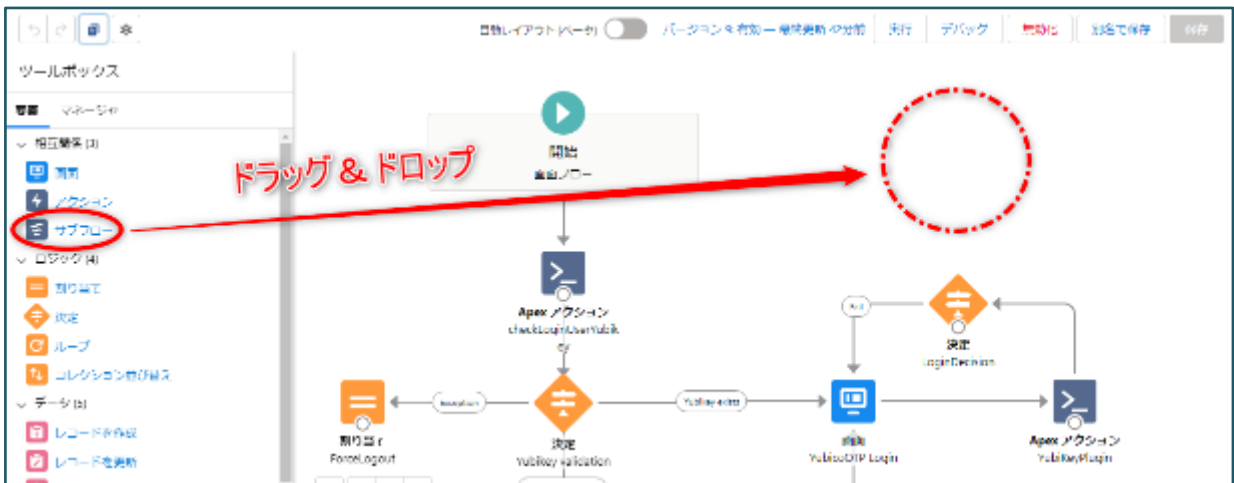 自動レイアウト (ベータ)
バージョン 9: 有効 — 最終更新 42分前
実行
デバッグ
無効化
別名で保存
保存
ツールボックス
要素
マネージャ
相互関係 (3)
画面
アクション
サブフロー
ロジック (4)
割り当て
決定
ループ
コレクション並び替え
データ (5)
レコードを作成
レコードを更新
ドラッグ & ドロップ
開始
画面フロー
Apex アクション
checkLoginUserYubik
ey
決定
LoginDecision
割り当て
ForceLogout
Exception
決定
Yubikey validation
画面
YubicoOTP Login
Apex アクション
YubiKeyPlugin